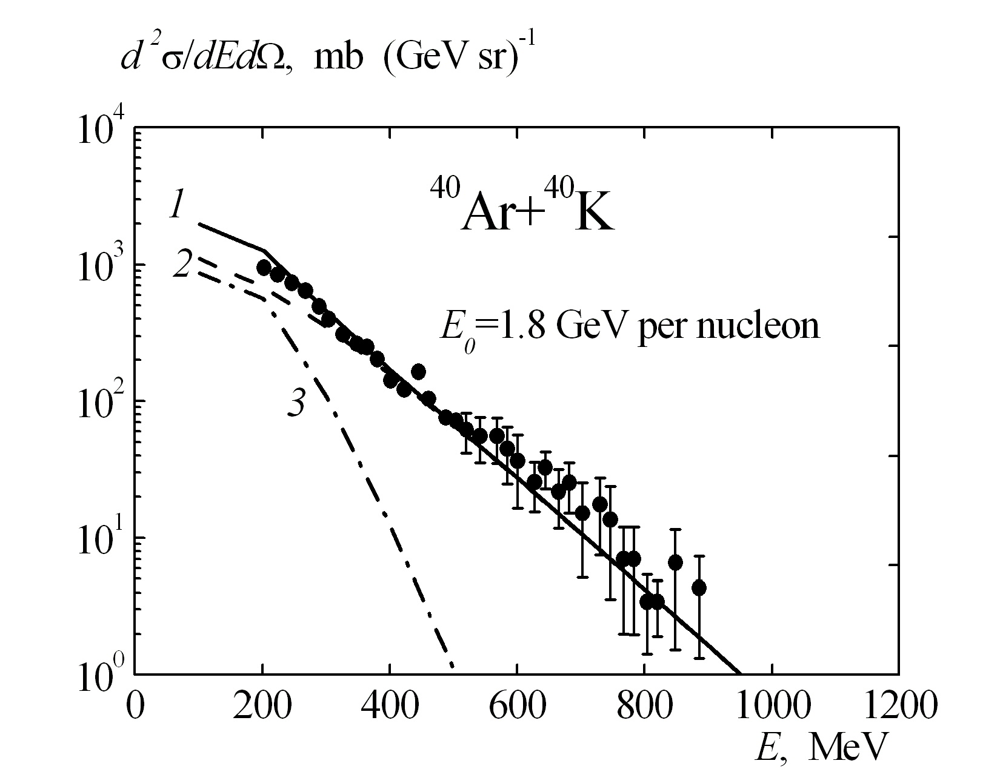 d²σ/dEdΩ, mb (GeV sr)⁻¹
10⁴
⁴⁰Ar+⁴⁰K
1
10³
2
E₀=1.8 GeV per nucleon
10²
3
10¹
10⁰
0 200 400 600 800 1000 1200
E, MeV